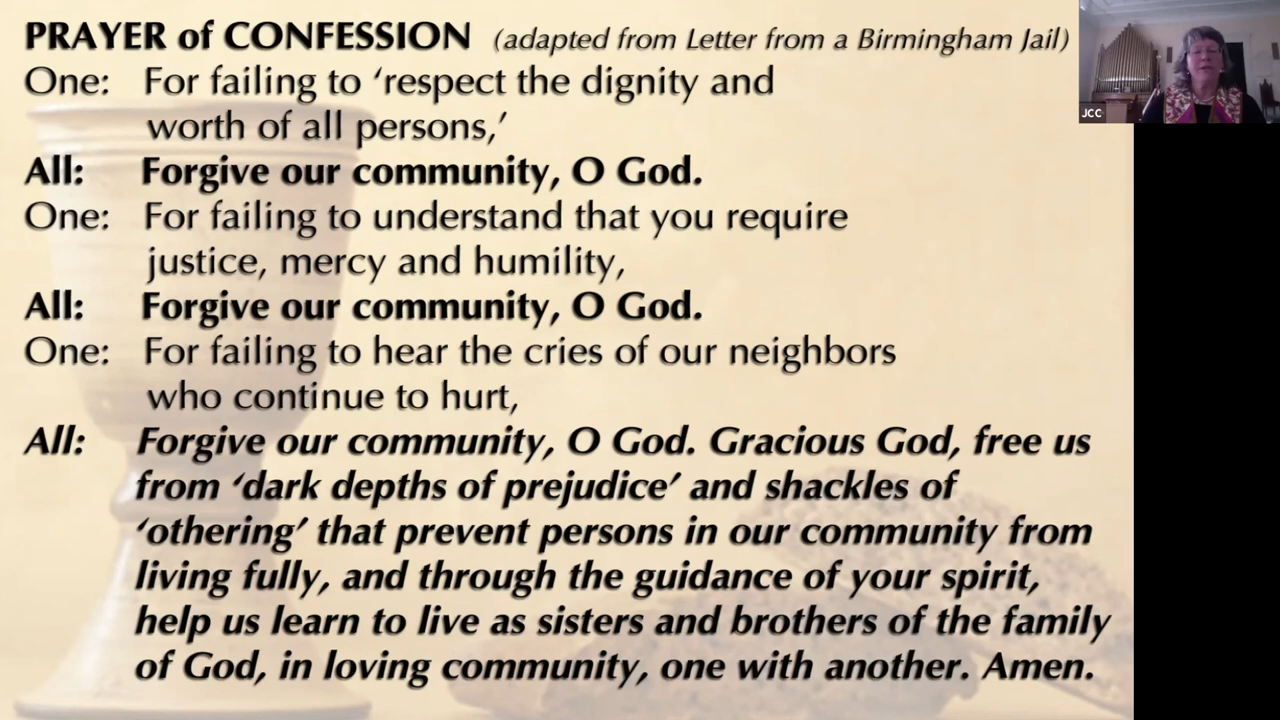 PRAYER of CONFESSION (adapted from Letter from a Birmingham Jail)
One: For failing to ‘respect the dignity and
worth of all persons,’
All: Forgive our community, O God.
One: For failing to understand that you require
justice, mercy and humility,
All: Forgive our community, O God.
One: For failing to hear the cries of our neighbors
who continue to hurt,
All: Forgive our community, O God. Gracious God, free us
from ‘dark depths of prejudice’ and shackles of
‘othering’ that prevent persons in our community from
living fully, and through the guidance of your spirit,
help us learn to live as sisters and brothers of the family
of God, in loving community, one with another. Amen.
JCC